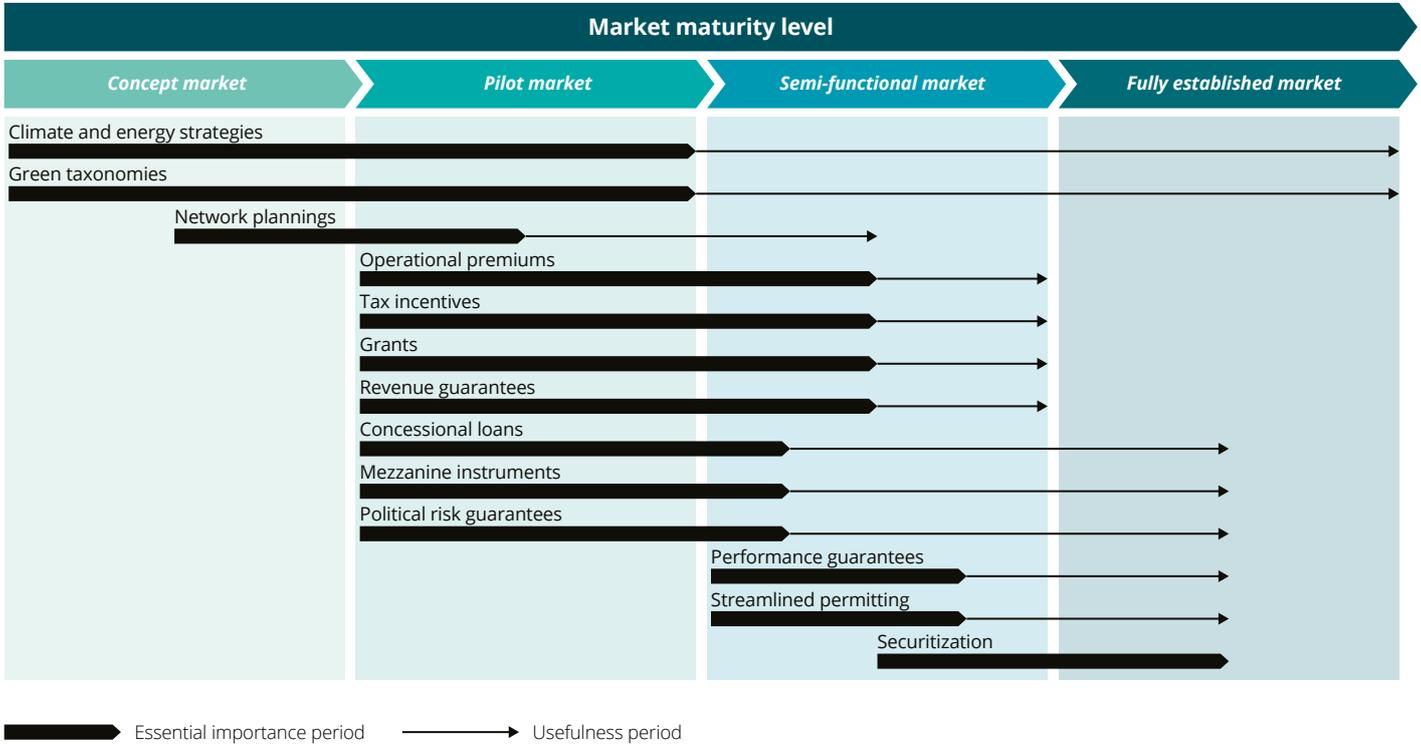 Market maturity level
Concept market
Pilot market
Semi-functional market
Fully established market
Climate and energy strategies
Green taxonomies
Network plannings
Operational premiums
Tax incentives
Grants
Revenue guarantees
Concessional loans
Mezzanine instruments
Political risk guarantees
Performance guarantees
Streamlined permitting
Securitization
Essential importance period
Usefulness period